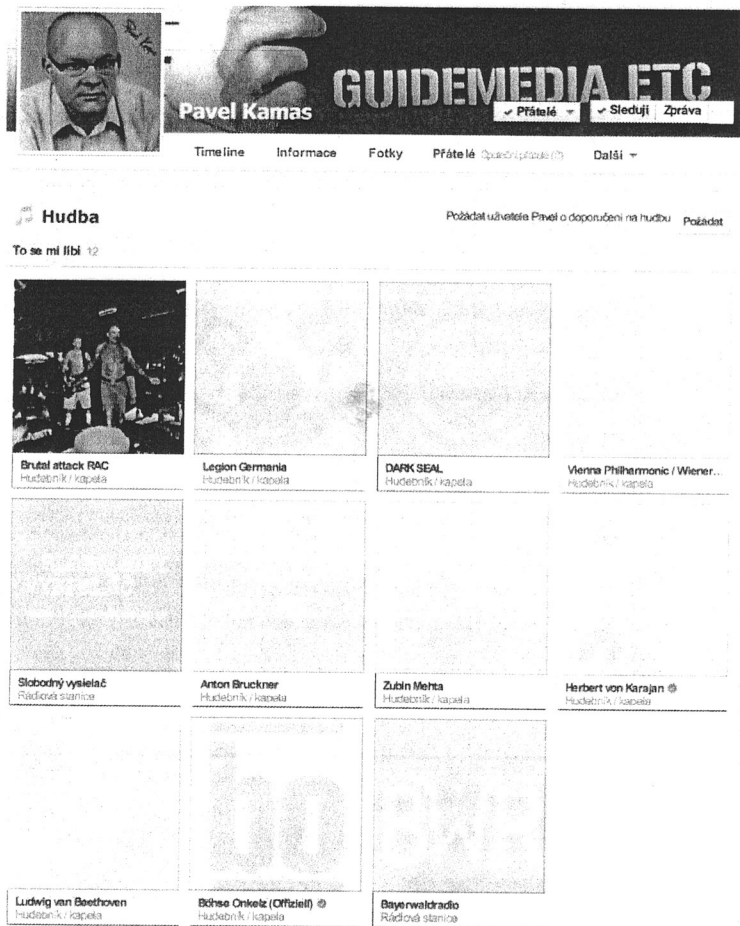 GUIDEMEDIA ETC
Pavel Kamas
✓ Přátelé ✓ Sleduji Zpráva
Timeline Informace Fotky Přátelé Další
Hudba
Požádat uživatele Pavel o doporučení na hudbu Požádat
To se mi líbí 12
Brutal attack RAC
Hudebník / kapela
Legion Germania
Hudebník / kapela
DARK SEAL
Hudebník / kapela
Vienna Philharmonic / Wiener...
Hudebník / kapela
Slobodný vysielač
Rádiová stanice
Anton Bruckner
Hudebník / kapela
Zubin Mehta
Hudebník / kapela
Herbert von Karajan
Hudebník / kapela
bo
Ludwig van Beethoven
Hudebník / kapela
Böhse Onkelz (Offiziell)
Hudebník / kapela
Bayerwaldradio
Rádiová stanice